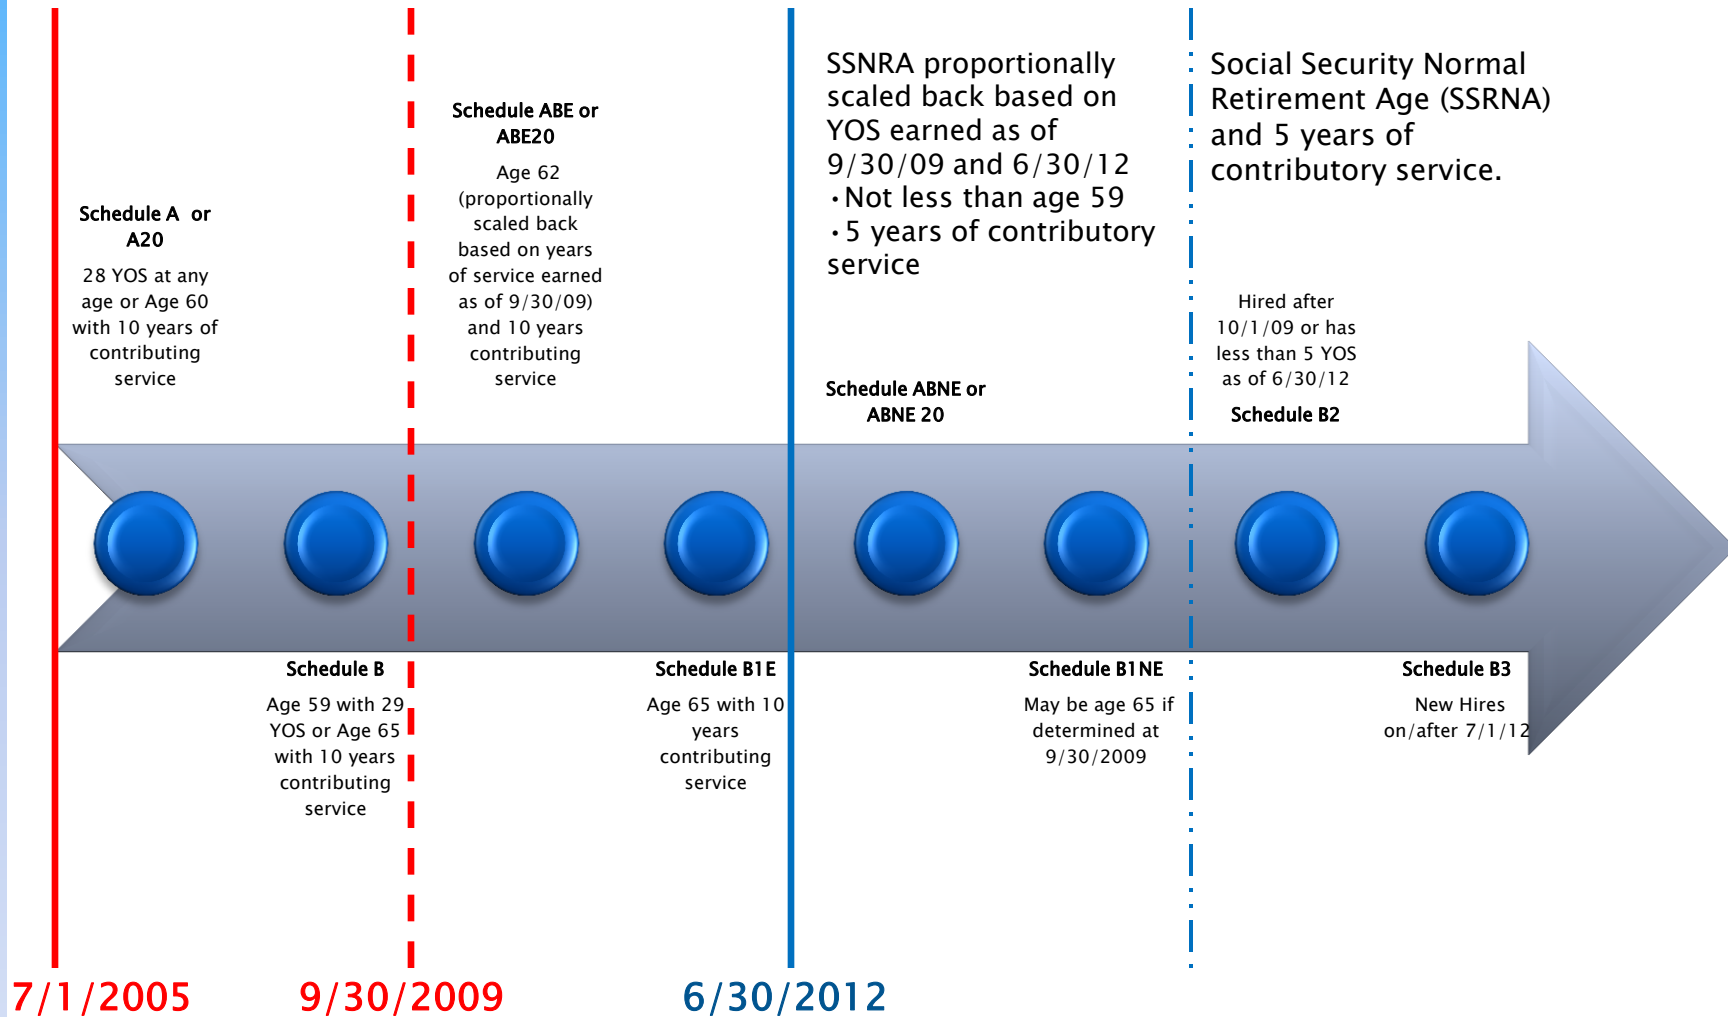 Schedule A or
A20
28 YOS at any
age or Age 60
with 10 years of
contributing
service
Schedule B
Age 59 with 29
YOS or Age 65
with 10 years
contributing
service
Schedule ABE or
ABE20
Age 62
(proportionally
scaled back
based on years
of service earned
as of 9/30/09)
and 10 years
contributing
service
Schedule B1E
Age 65 with 10
years
contributing
service
SSNRA proportionally
scaled back based on
YOS earned as of
9/30/09 and 6/30/12
•Not less than age 59
•5 years of contributory
service
Schedule ABNE or
ABNE 20
Schedule B1NE
May be age 65 if
determined at
9/30/2009
Social Security Normal
Retirement Age (SSRNA)
and 5 years of
contributory service.
Hired after
10/1/09 or has
less than 5 YOS
as of 6/30/12
Schedule B2
Schedule B3
New Hires
on/after 7/1/12
7/1/2005
9/30/2009
6/30/2012